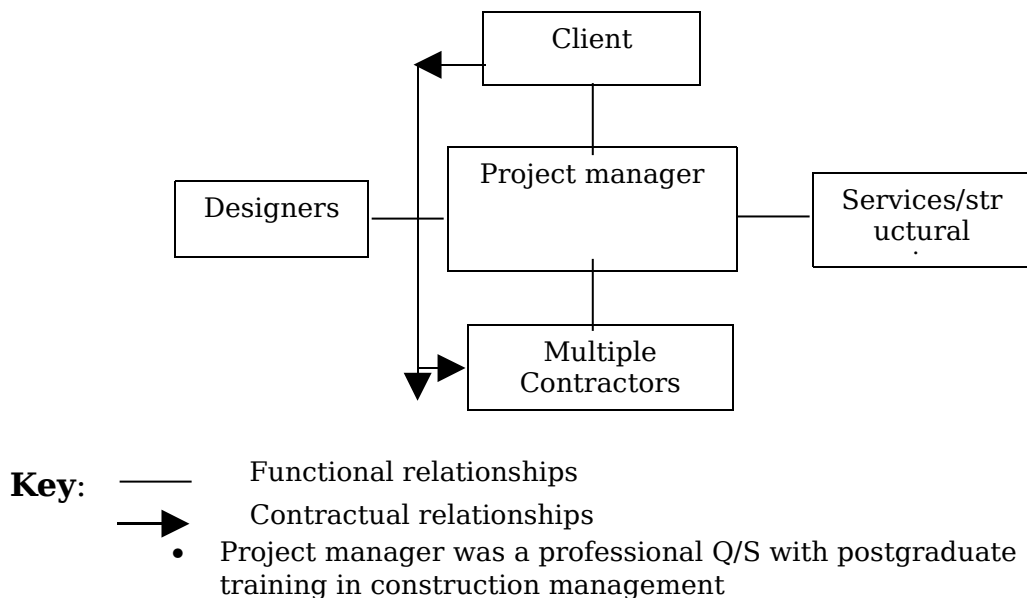 Client
Project manager
Designers
Services/str
uctural
Multiple
Contractors
Key:
Functional relationships
Contractual relationships
• Project manager was a professional Q/S with postgraduate
training in construction management